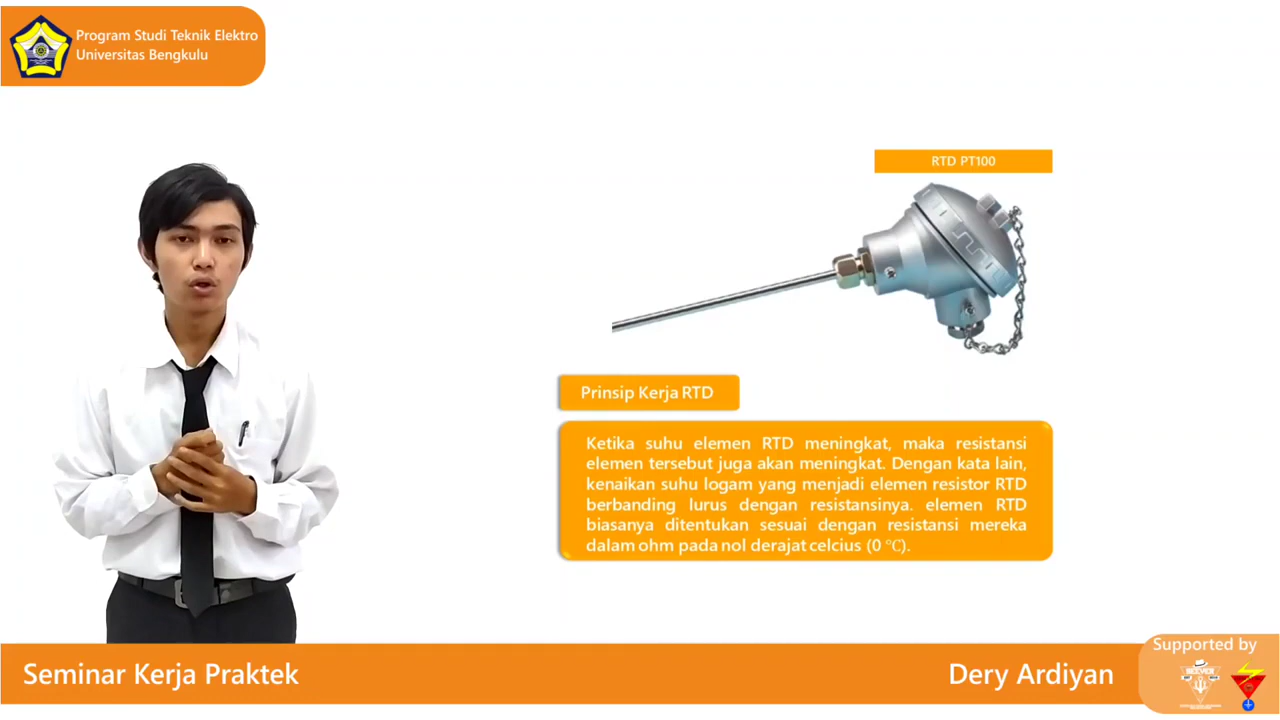 Program Studi Teknik Elektro
Universitas Bengkulu
RTD PT100
Prinsip Kerja RTD
Ketika suhu elemen RTD meningkat, maka resistansi
elemen tersebut juga akan meningkat. Dengan kata lain,
kenaikan suhu logam yang menjadi elemen resistor RTD
berbanding lurus dengan resistansinya. elemen RTD
biasanya ditentukan sesuai dengan resistansi mereka
dalam ohm pada nol derajat celcius (0 °C).
Seminar Kerja Praktek
Dery Ardiyan
Supported by